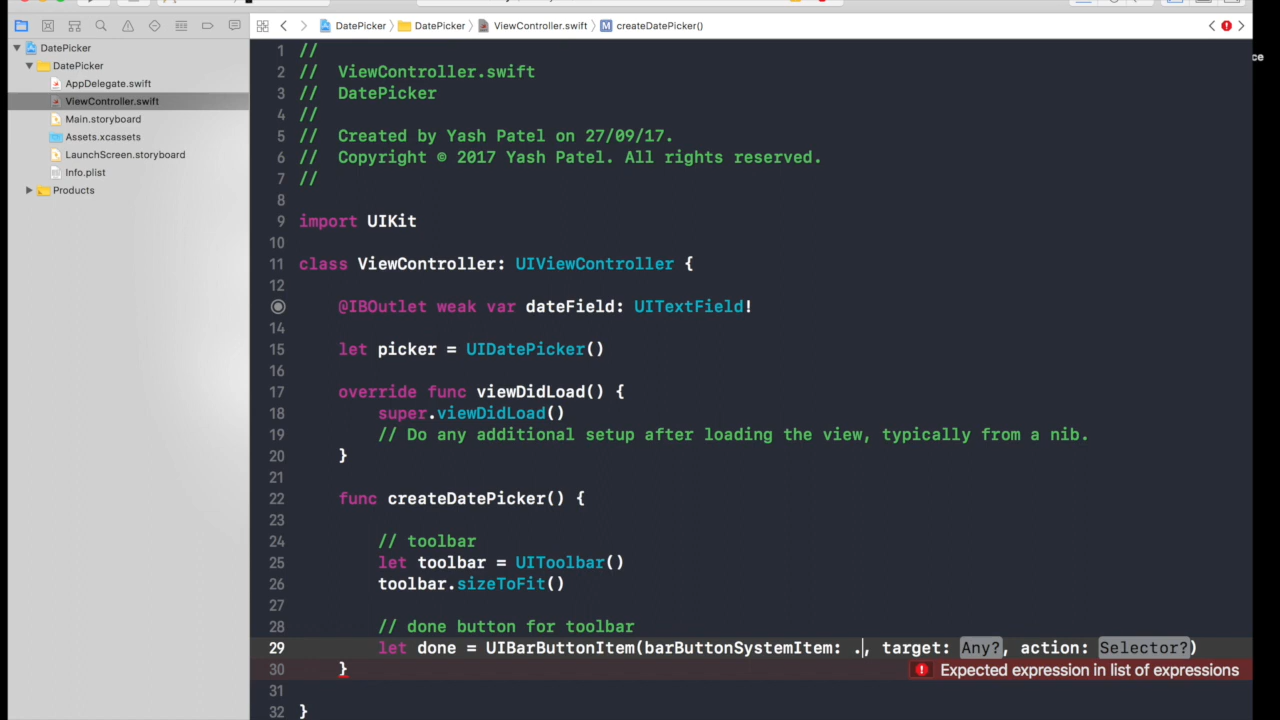 DatePicker
DatePicker
ViewController.swift
createDatePicker()
DatePicker
DatePicker
AppDelegate.swift
ViewController.swift
Main.storyboard
Assets.xcassets
LaunchScreen.storyboard
Info.plist
Products
1 //
2 // ViewController.swift
3 // DatePicker
4 //
5 // Created by Yash Patel on 27/09/17.
6 // Copyright © 2017 Yash Patel. All rights reserved.
7 //
8
9 import UIKit
10
11 class ViewController: UIViewController {
12
@IBOutlet weak var dateField: UITextField!
14
15 let picker = UIDatePicker()
16
17 override func viewDidLoad() {
18 super.viewDidLoad()
19 // Do any additional setup after loading the view, typically from a nib.
20 }
21
22 func createDatePicker() {
23
24 // toolbar
25 let toolbar = UIToolbar()
26 toolbar.sizeToFit()
27
28 // done button for toolbar
29 let done = UIBarButtonItem(barButtonSystemItem: ., target: Any?, action: Selector?)
30 } Expected expression in list of expressions
31
32 }
ce